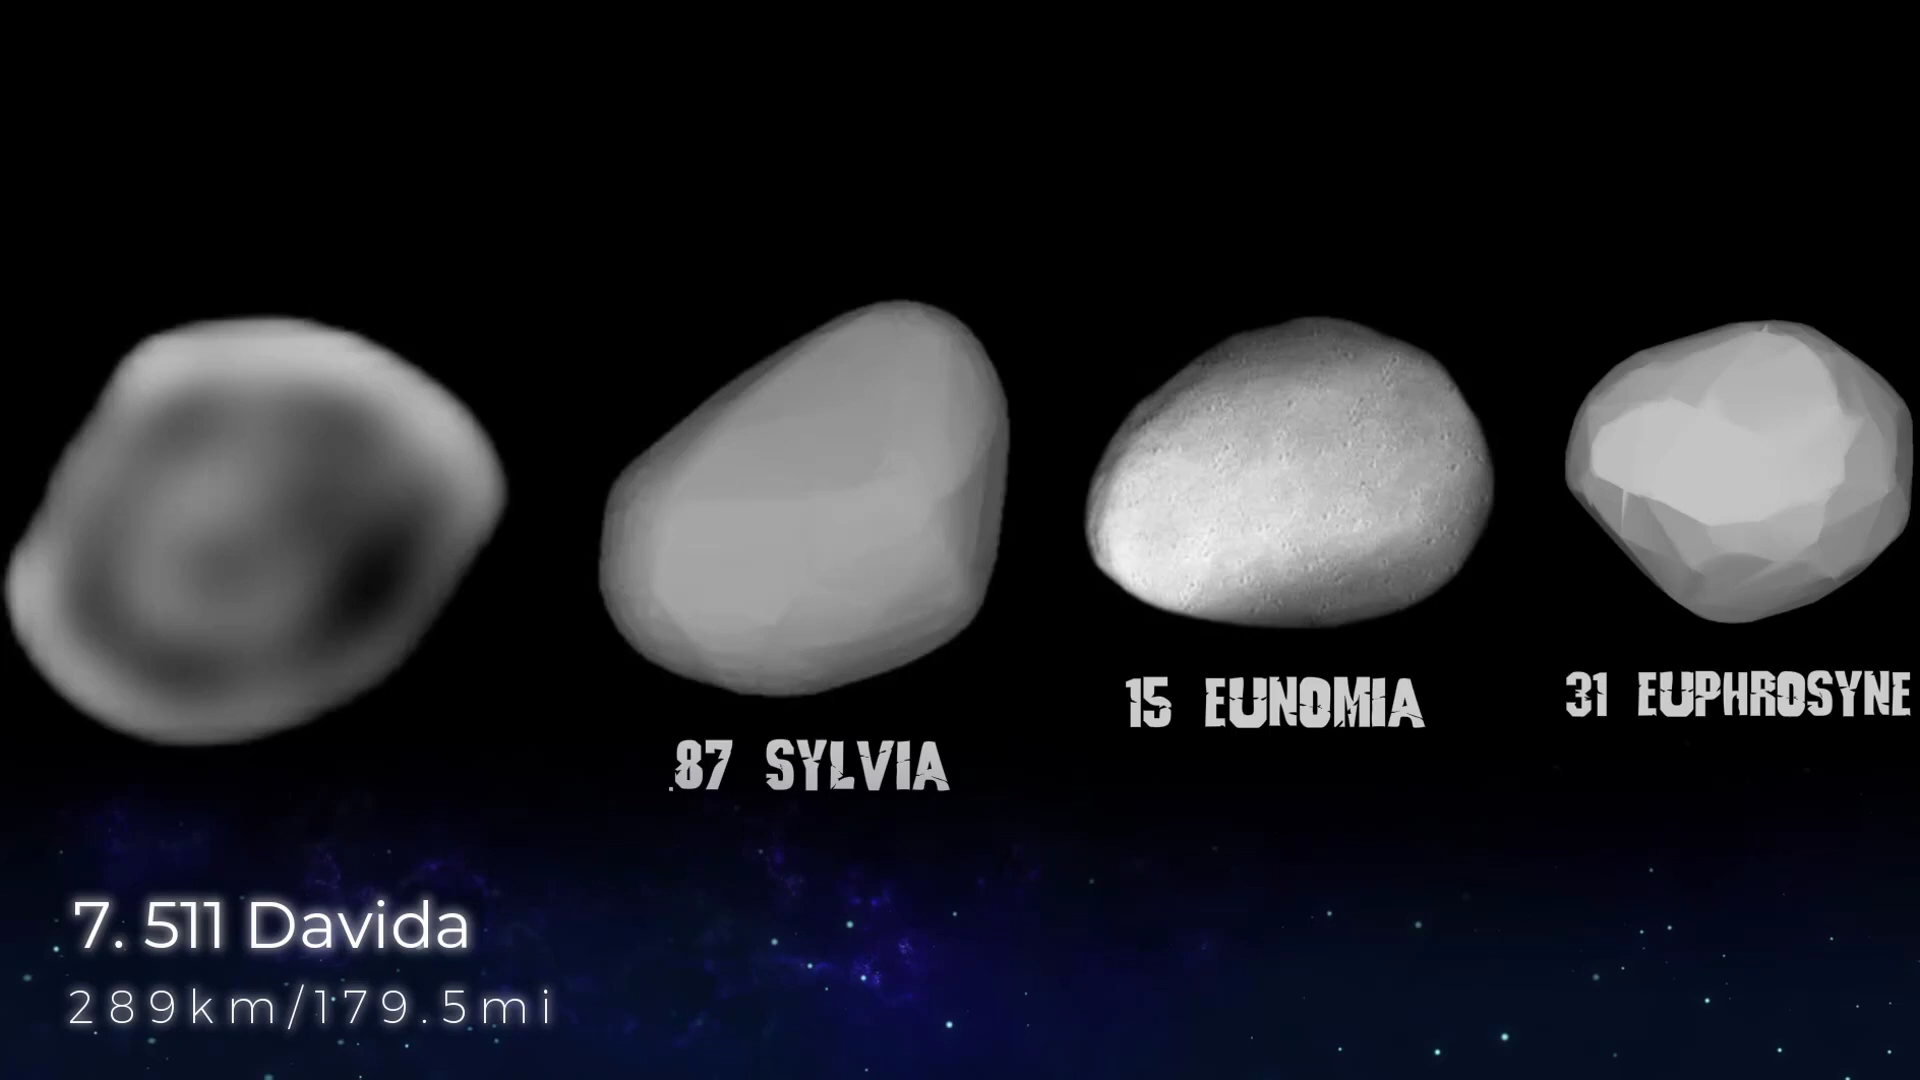 .87 SYLVIA
15 EUNOMIA
31 EUPHROSYNE
7. 511 Davida
289km/179.5mi